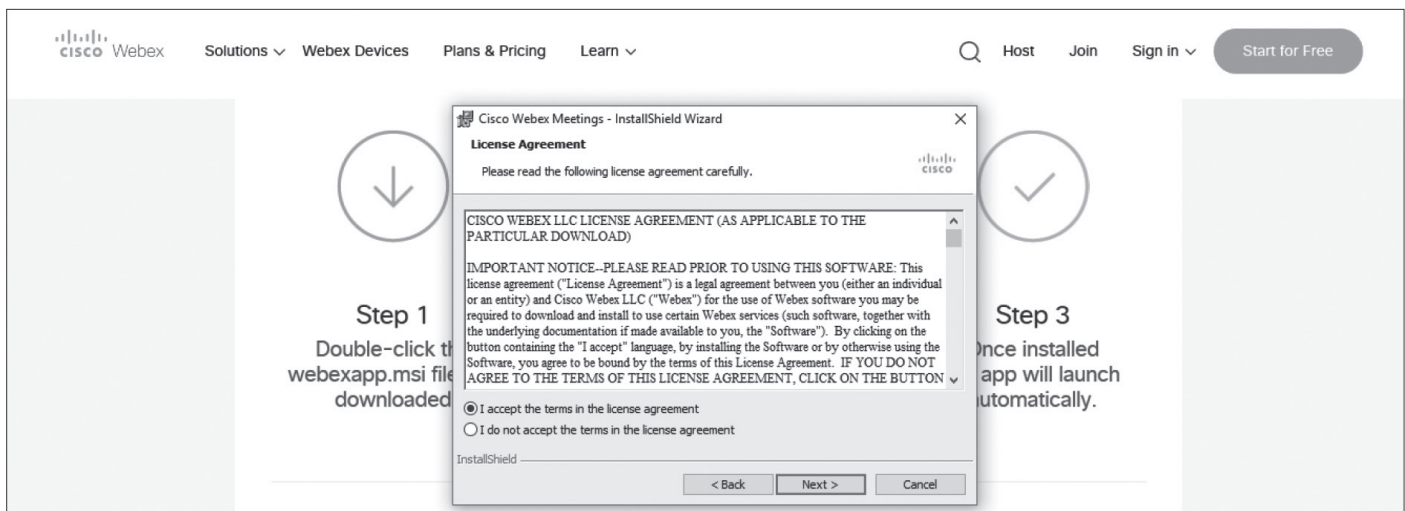 CISCO Webex
Solutions Webex Devices Plans & Pricing Learn Host Join Sign in Start for Free
Cisco Webex Meetings - InstallShield Wizard
License Agreement
Please read the following license agreement carefully.
CISCO
CISCO WEBEX LLC LICENSE AGREEMENT (AS APPLICABLE TO THE
PARTICULAR DOWNLOAD)
IMPORTANT NOTICE--PLEASE READ PRIOR TO USING THIS SOFTWARE: This
license agreement ("License Agreement") is a legal agreement between you (either an individual
or an entity) and Cisco Webex LLC ("Webex") for the use of Webex software you may be
required to download and install to use certain Webex services (such software, together with
the underlying documentation if made available to you, the "Software"). By clicking on the
button containing the "I accept" language, by installing the Software or by otherwise using the
Software, you agree to be bound by the terms of this License Agreement. IF YOU DO NOT
AGREE TO THE TERMS OF THIS LICENSE AGREEMENT, CLICK ON THE BUTTON
I accept the terms in the license agreement
I do not accept the terms in the license agreement
InstallShield
< Back Next > Cancel
Step 1
Double-click
webexapp.msi file
downloaded
Step 3
installed
app will launch